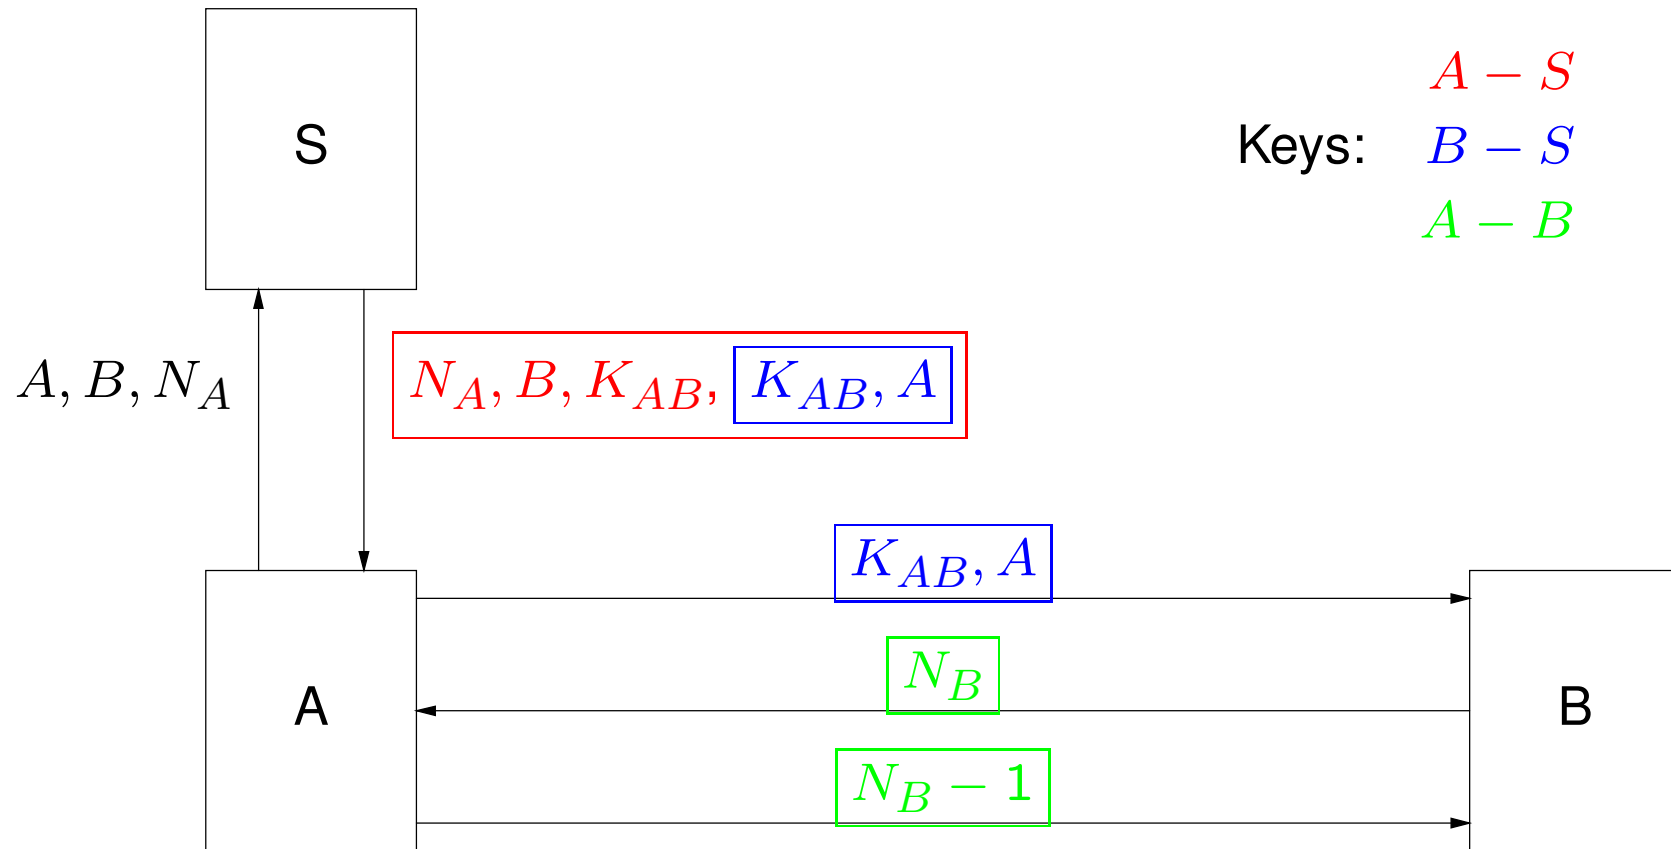 S
Keys:
A − S
B − S
A − B
A, B, N_A
N_A, B, K_AB, K_AB, A
K_AB, A
N_B
N_B − 1
A
B